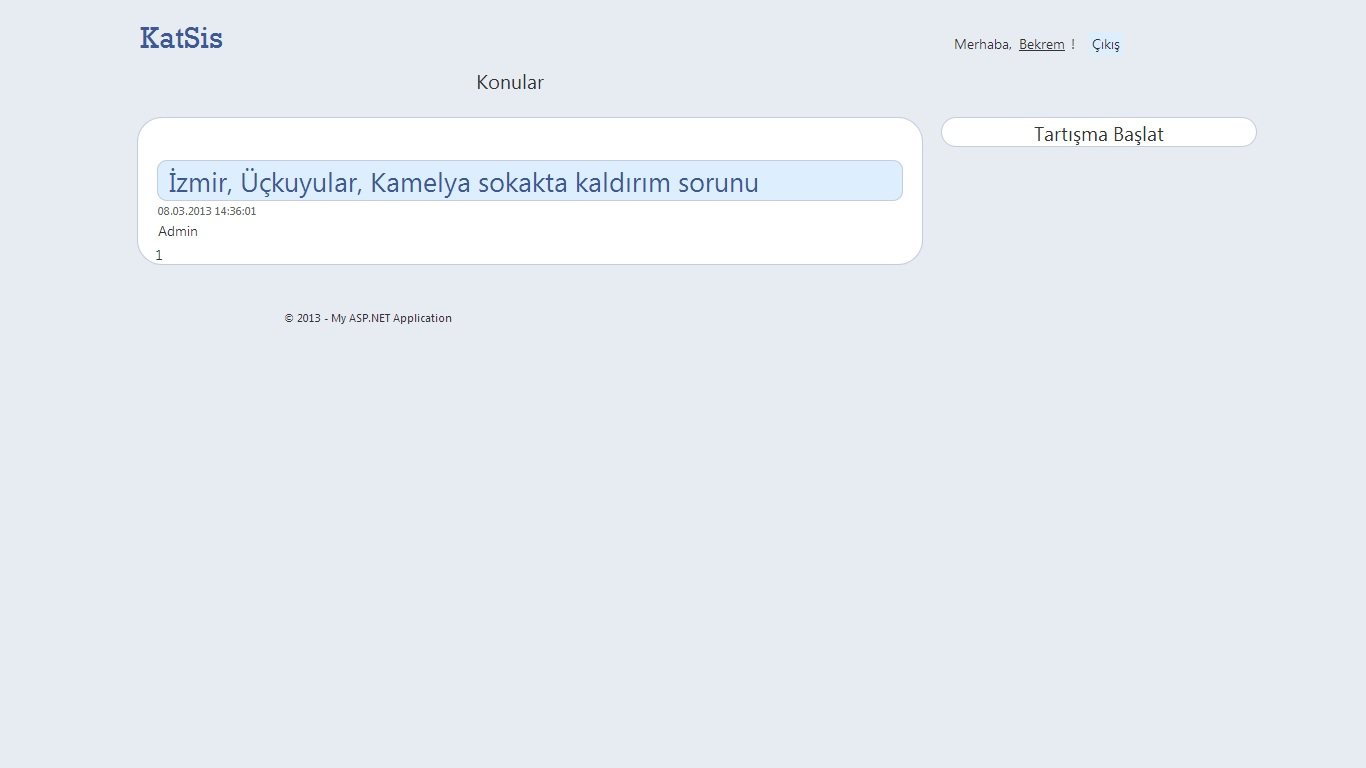 KatSis
Merhaba, Bekrem ! Çıkış
Konular
Tartışma Başlat
İzmir, Üçkuyular, Kamelya sokakta kaldırım sorunu
08.03.2013 14:36:01
Admin
1
© 2013 - My ASP.NET Application